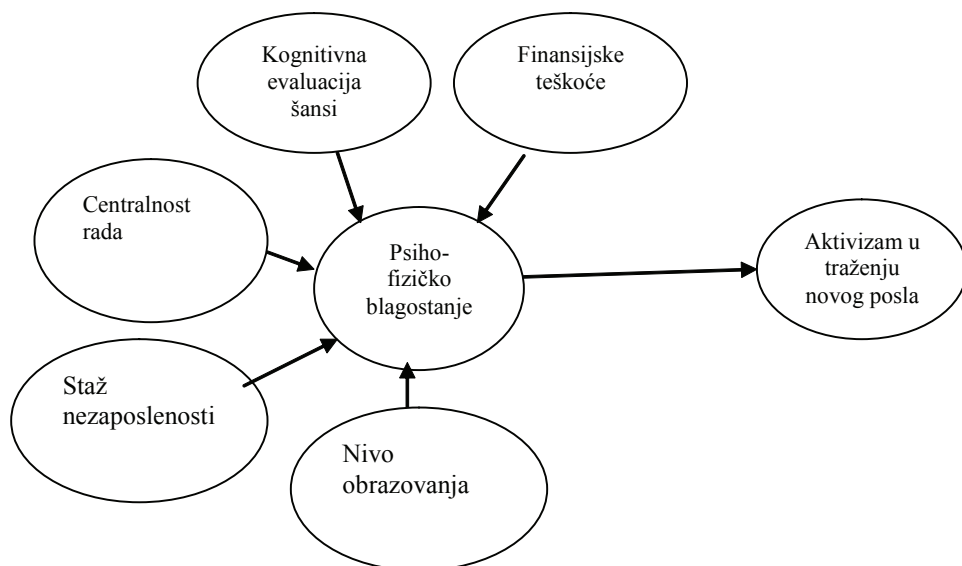 Kognitivna
evaluacija
šansi
Finansijske
teškoće
Centralnost
rada
Psiho-
fizičko
blagostanje
Aktivizam u
traženju
novog posla
Staž
nezaposlenosti
Nivo
obrazovanja